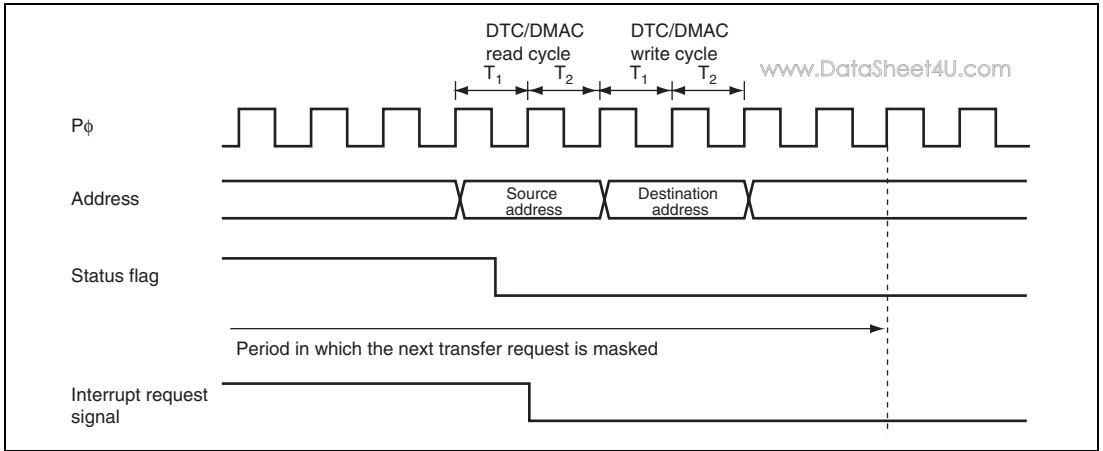 DTC/DMAC read cycle
DTC/DMAC write cycle
T1 T2 T1 T2
www.DataSheet4U.com
Pϕ
Address
Source address
Destination address
Status flag
Period in which the next transfer request is masked
Interrupt request signal